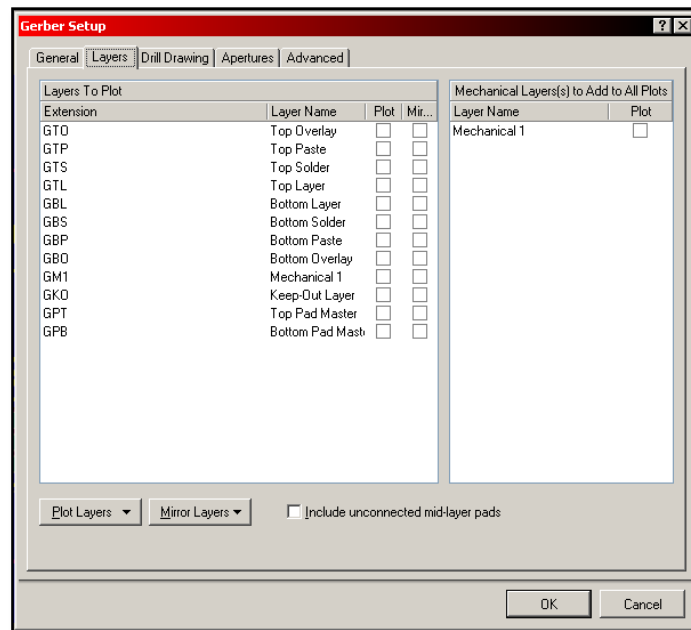 Gerber Setup
General Layers Drill Drawing Apertures Advanced
Layers To Plot
Extension Layer Name Plot Mir...
GTO Top Overlay
GTP Top Paste
GTS Top Solder
GTL Top Layer
GBL Bottom Layer
GBS Bottom Solder
GBP Bottom Paste
GBO Bottom Overlay
GM1 Mechanical 1
GKO Keep-Out Layer
GPT Top Pad Master
GPB Bottom Pad Mast
Mechanical Layers(s) to Add to All Plots
Layer Name Plot
Mechanical 1
Plot Layers Mirror Layers Include unconnected mid-layer pads
OK Cancel